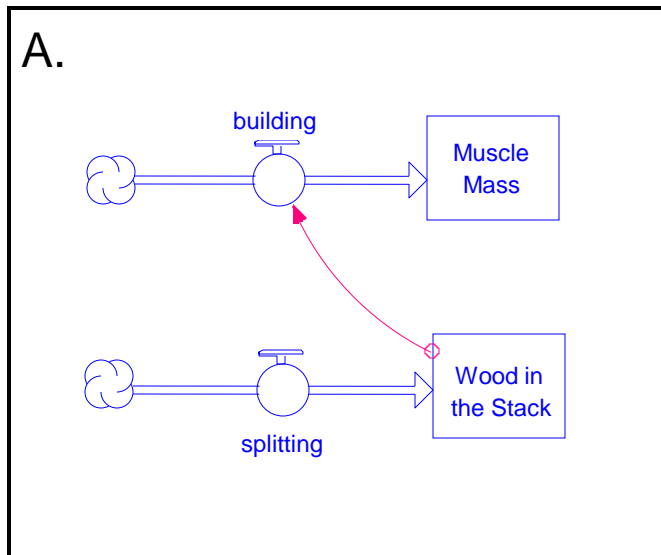 A.
building
Muscle
Mass
Wood in
the Stack
splitting